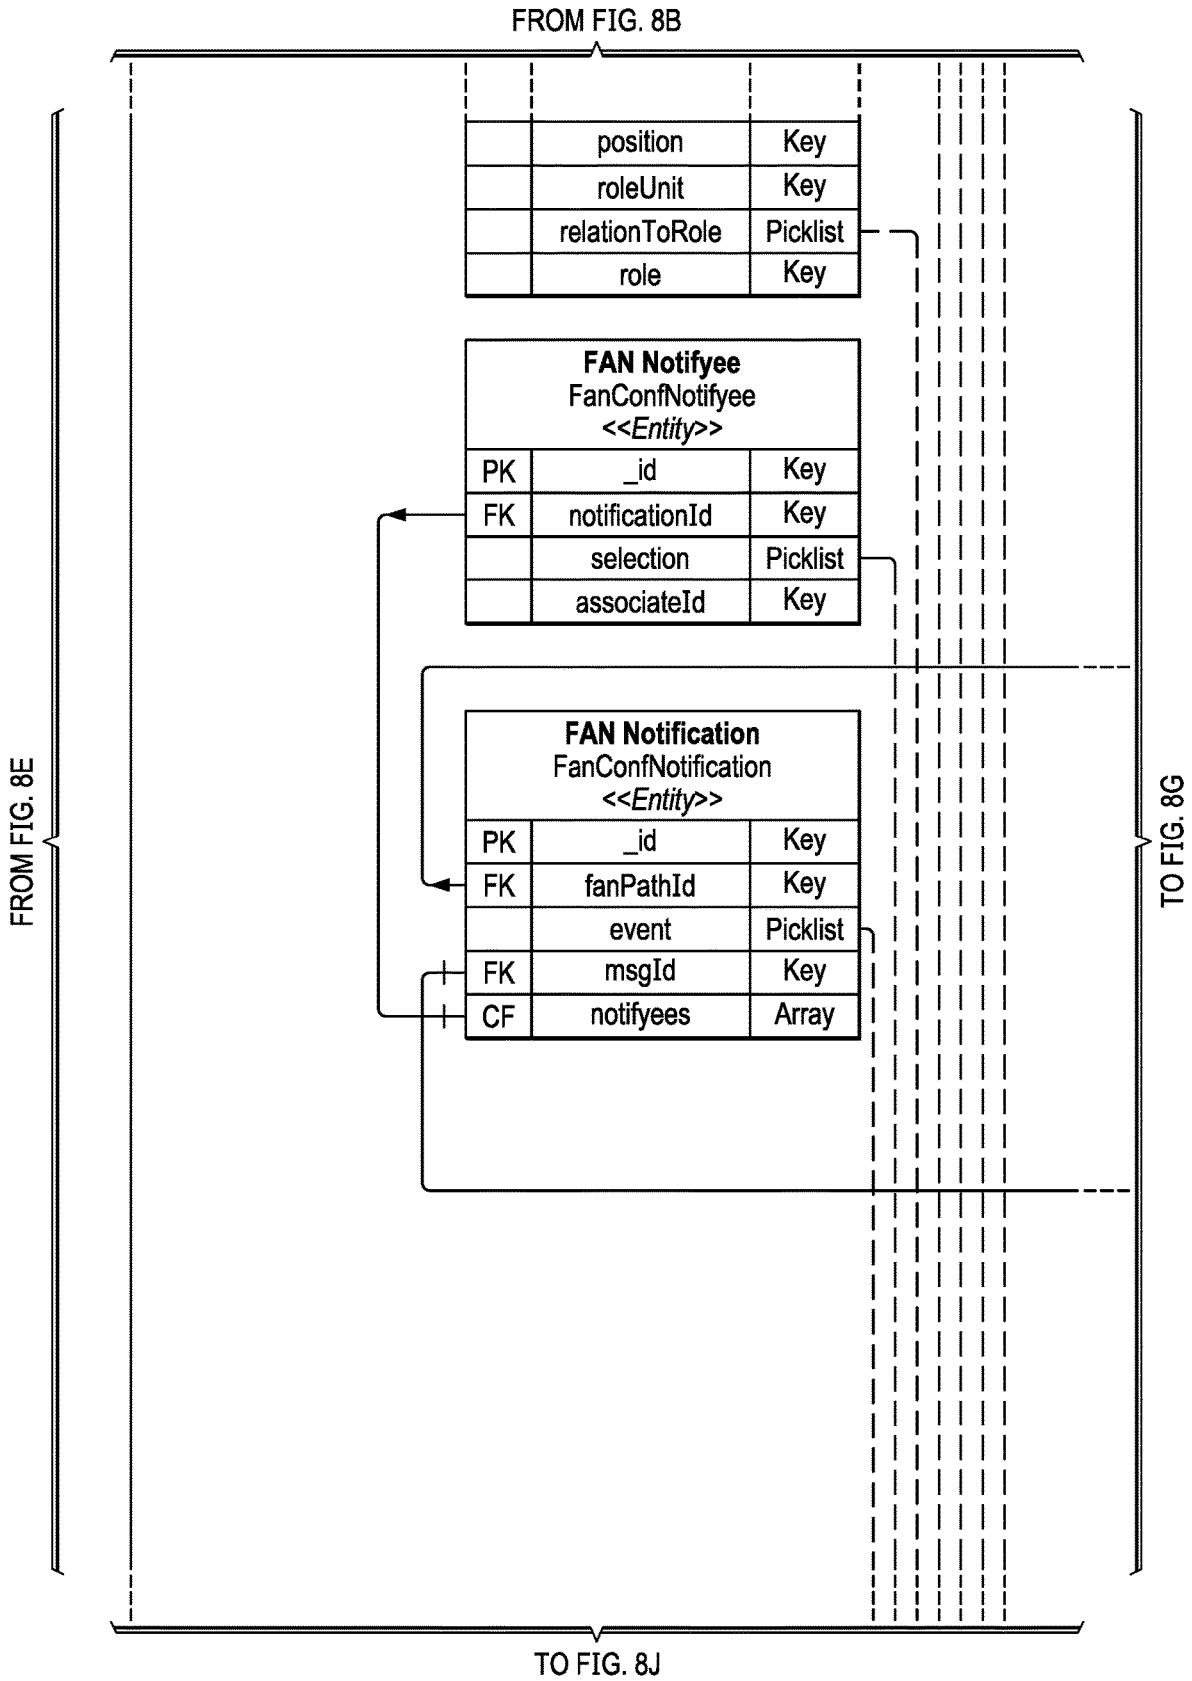 FROM FIG. 8B
position Key
roleUnit Key
relationToRole Picklist
role Key
FAN Notifyee
FanConfNotifyee
<<Entity>>
PK _id Key
FK notificationId Key
selection Picklist
associateId Key
FAN Notification
FanConfNotification
<<Entity>>
PK _id Key
FK fanPathId Key
event Picklist
FK msgId Key
CF notifyees Array
FROM FIG. 8E
TO FIG. 8G
TO FIG. 8J